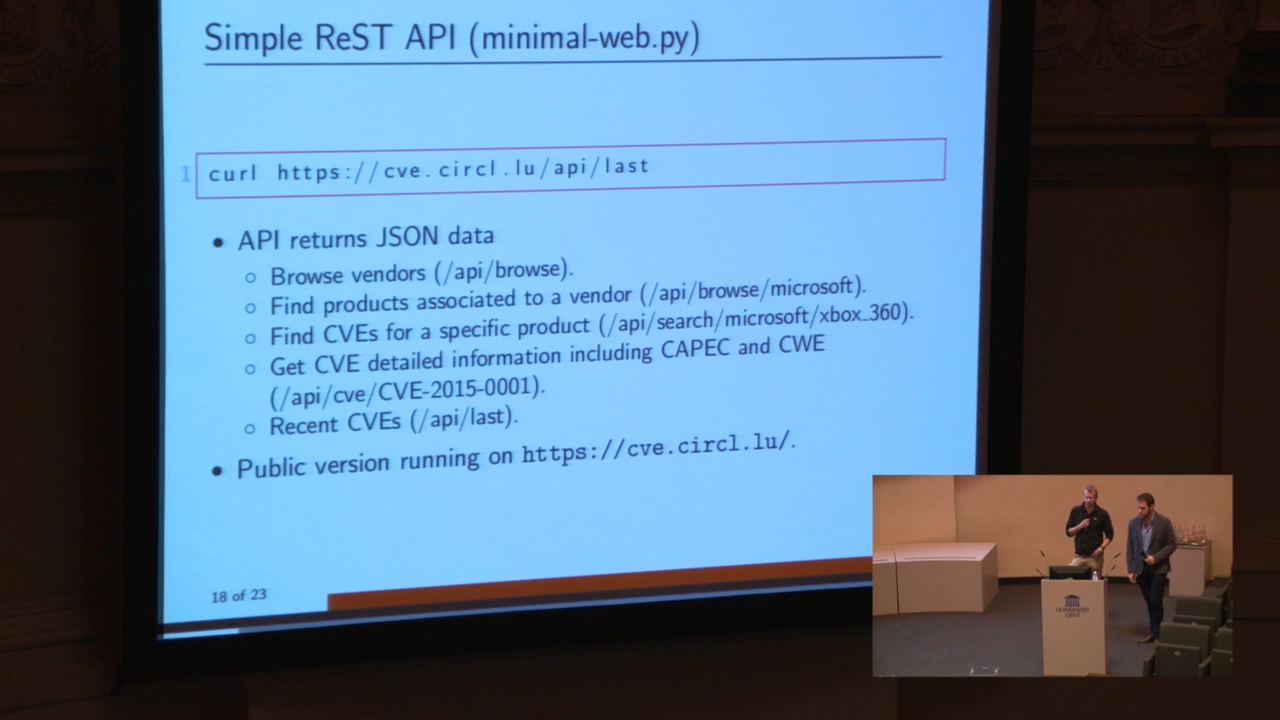 Simple ReST API (minimal-web.py)
1 curl https://cve.circl.lu/api/last
• API returns JSON data
○ Browse vendors (/api/browse).
○ Find products associated to a vendor (/api/browse/microsoft).
○ Find CVEs for a specific product (/api/search/microsoft/xbox_360).
○ Get CVE detailed information including CAPEC and CWE
(/api/cve/CVE-2015-0001).
○ Recent CVEs (/api/last).
• Public version running on https://cve.circl.lu/.
18 of 23
UNIVERSITEIT
GENT